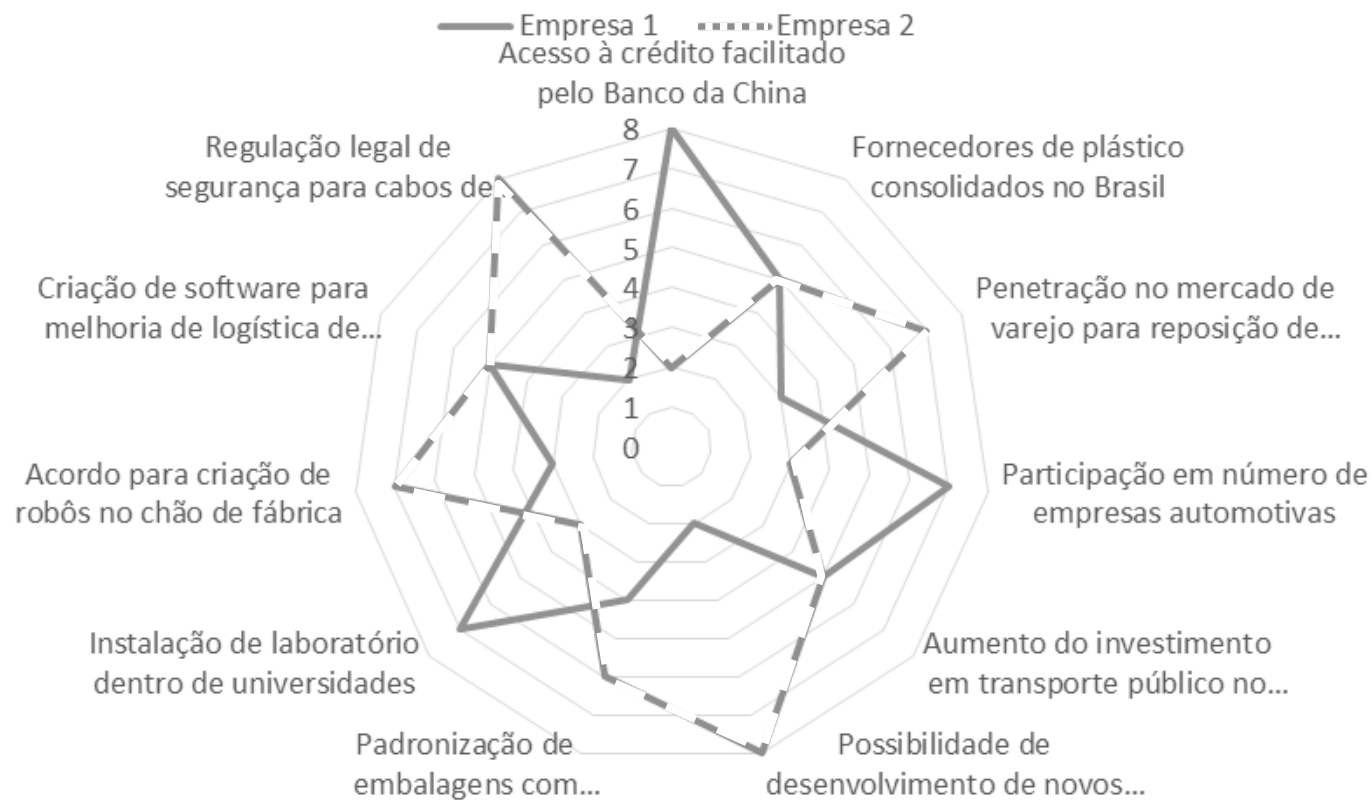 Empresa 1 Empresa 2
Acesso à crédito facilitado
pelo Banco da China
Fornecedores de plástico
consolidados no Brasil
Penetração no mercado de
varejo para reposição de...
Participação em número de
empresas automotivas
Aumento do investimento
em transporte público no...
Possibilidade de
desenvolvimento de novos...
Padronização de
embalagens com...
Instalação de laboratório
dentro de universidades
Acordo para criação de
robôs no chão de fábrica
Criação de software para
melhoria de logística de...
Regulação legal de
segurança para cabos de
8
7
6
5
4
3
2
1
0